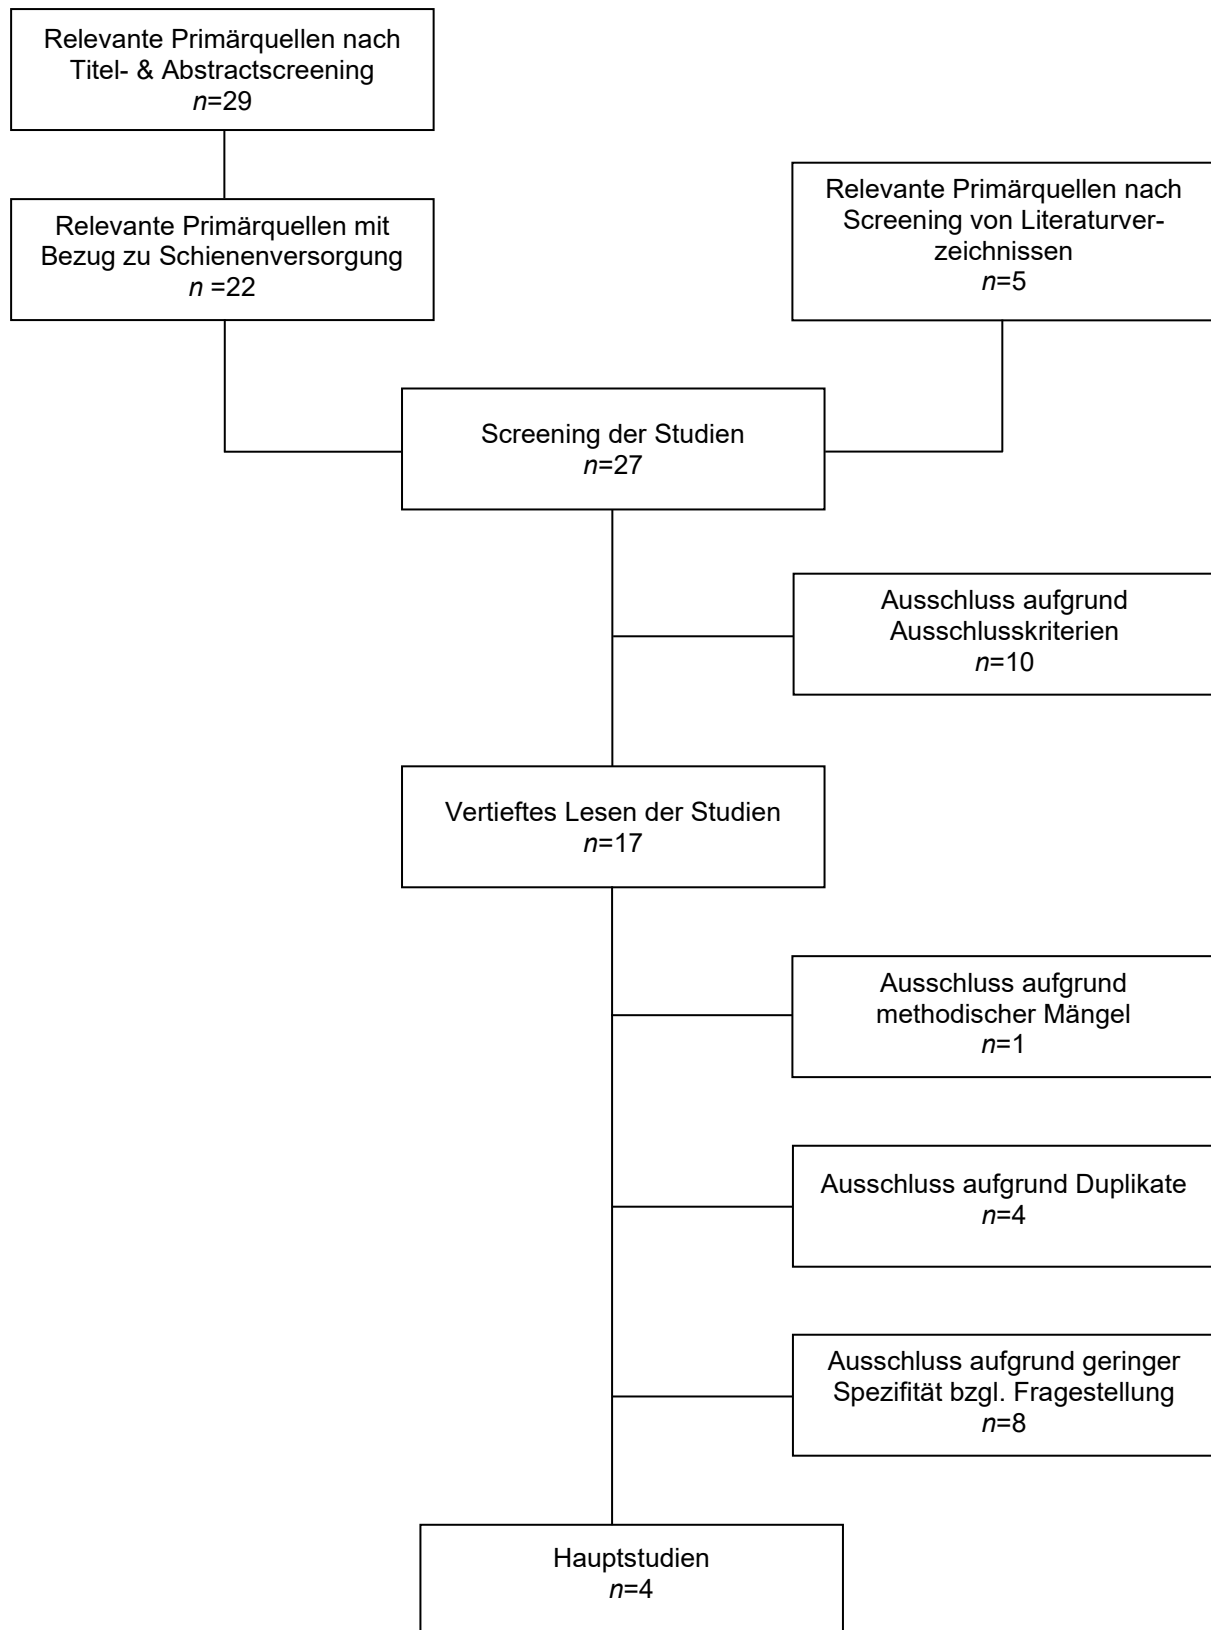 Relevante Primärquellen nach
Titel- & Abstractscreening
n=29
Relevante Primärquellen mit
Bezug zu Schienenversorgung
n =22
Relevante Primärquellen nach
Screening von Literaturver-
zeichnissen
n=5
Screening der Studien
n=27
Ausschluss aufgrund
Ausschlusskriterien
n=10
Vertieftes Lesen der Studien
n=17
Ausschluss aufgrund
methodischer Mängel
n=1
Ausschluss aufgrund Duplikate
n=4
Ausschluss aufgrund geringer
Spezifität bzgl. Fragestellung
n=8
Hauptstudien
n=4